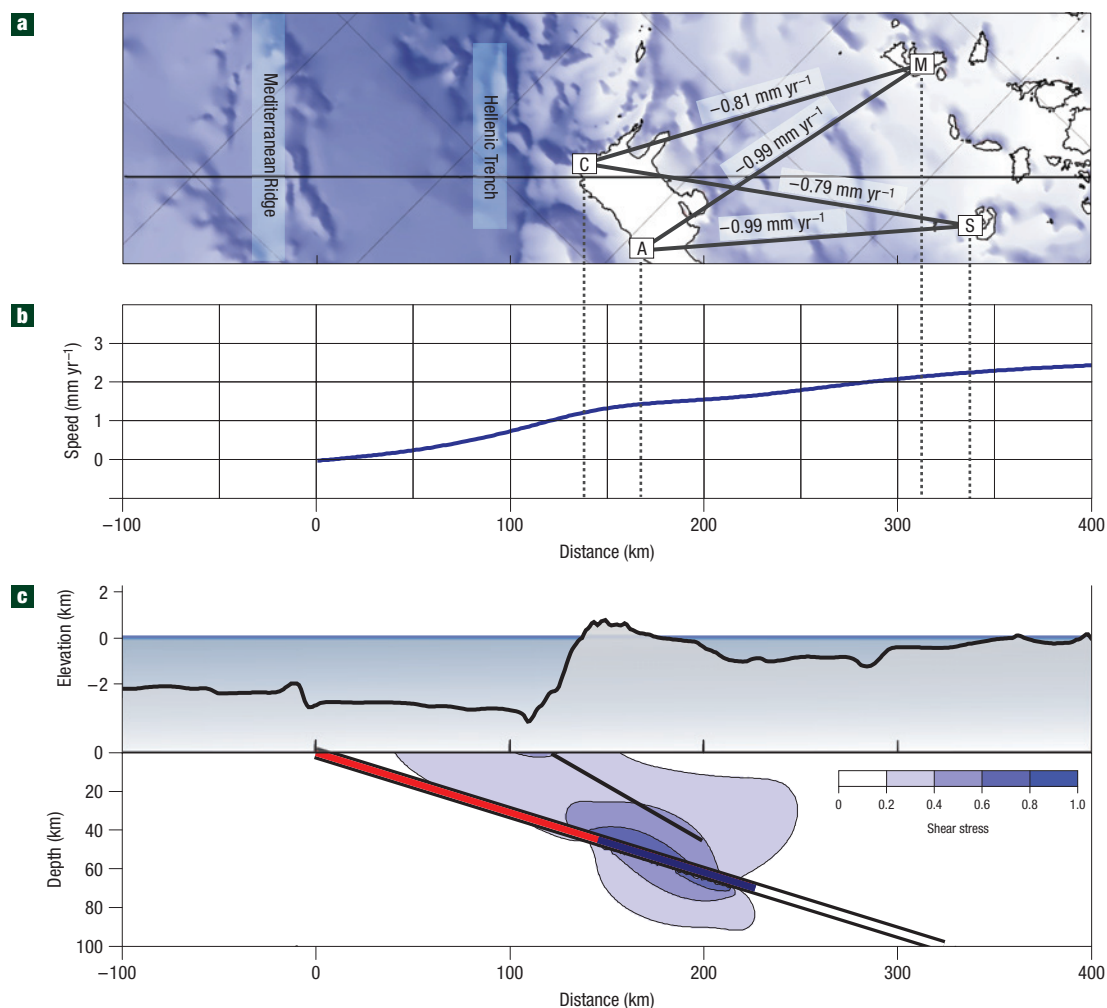 a
Mediterranean Ridge
Hellenic Trench
M
−0.81 mm yr−1
−0.99 mm yr−1
C
−0.79 mm yr−1
−0.99 mm yr−1
S
A
b
Speed (mm yr−1)
3
2
1
0
−100
0
100
200
300
400
Distance (km)
c
Elevation (km)
2
0
−2
Depth (km)
0
20
40
60
80
100
0
0.2
0.4
0.6
0.8
1.0
Shear stress
−100
0
100
200
300
400
Distance (km)